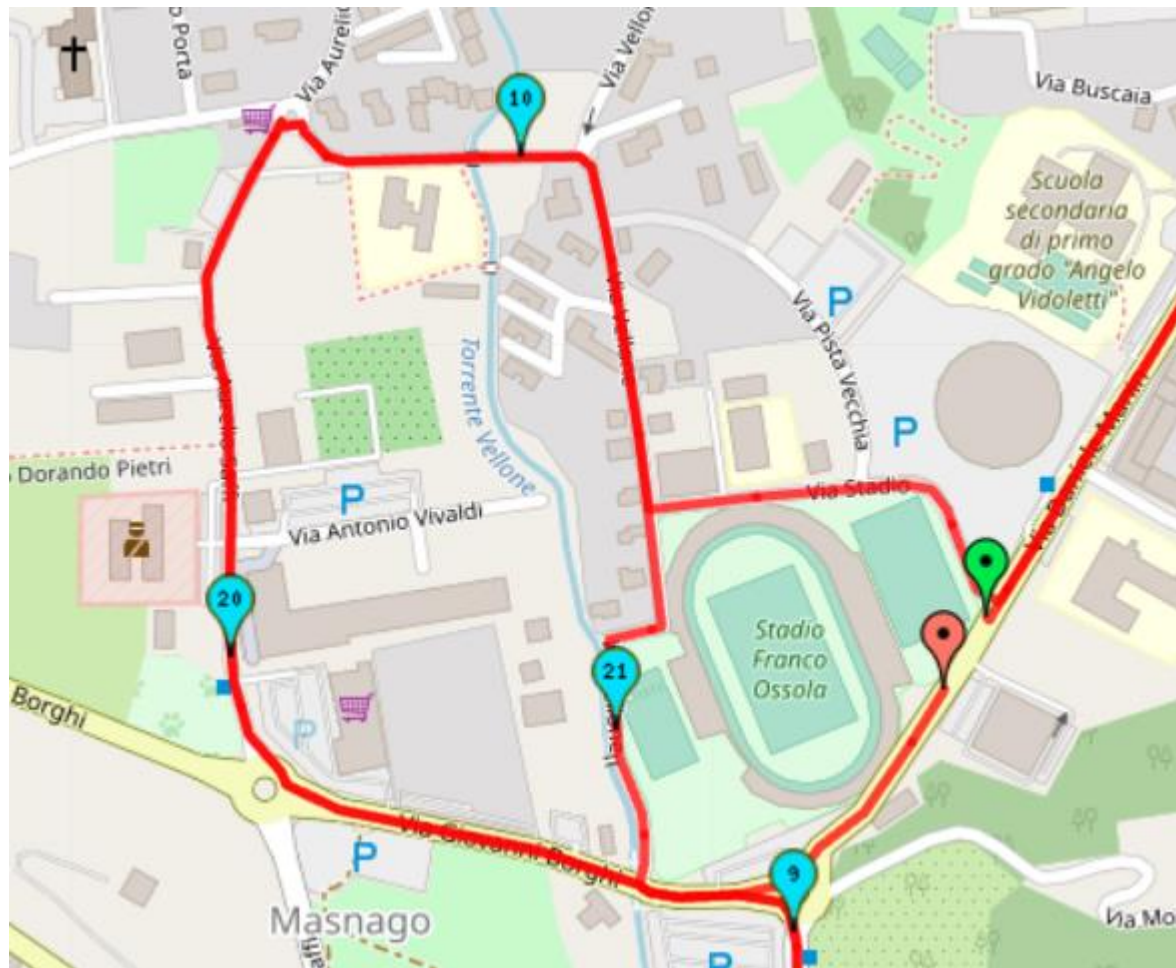 o Porta
Via Aurelio
Via Vello
Via Buscaia
10
Scuola
secondaria
di primo
grado "Angelo
Vidoletti"
P
Via Vellone
Via Pista Vecchia
Torrente Vellone
P
o Dorando Pietri
P
Via Antonio Vivaldi
Via Stadio
20
Stadio
Franco
Ossola
21
Borghi
P
Via Giovanni Borghi
P
9
Masnago
Via Mo
P